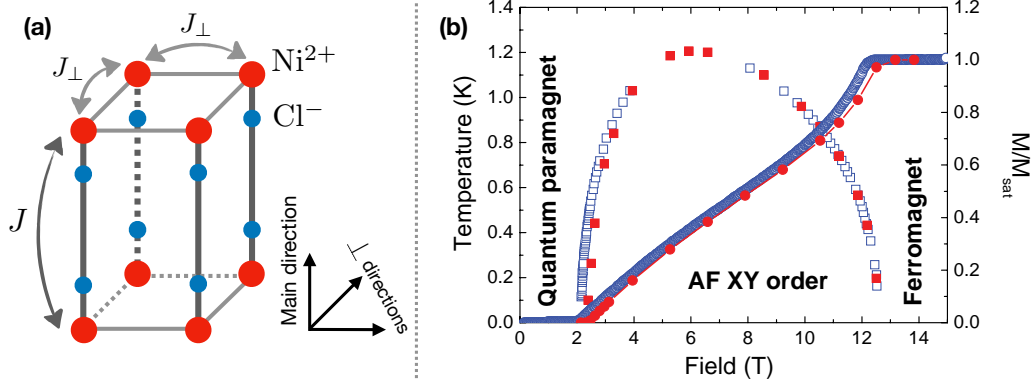 (a)
J⊥
J⊥
Ni2+
Cl−
J
Main direction
⊥ directions
(b)
Temperature (K)
1.4
1.2
1.0
0.8
0.6
0.4
0.2
0.0
Quantum paramagnet
AF XY order
Ferromagnet
0 2 4 6 8 10 12 14
Field (T)
1.2
1.0
0.8
0.6
0.4
0.2
0.0
M/Msat